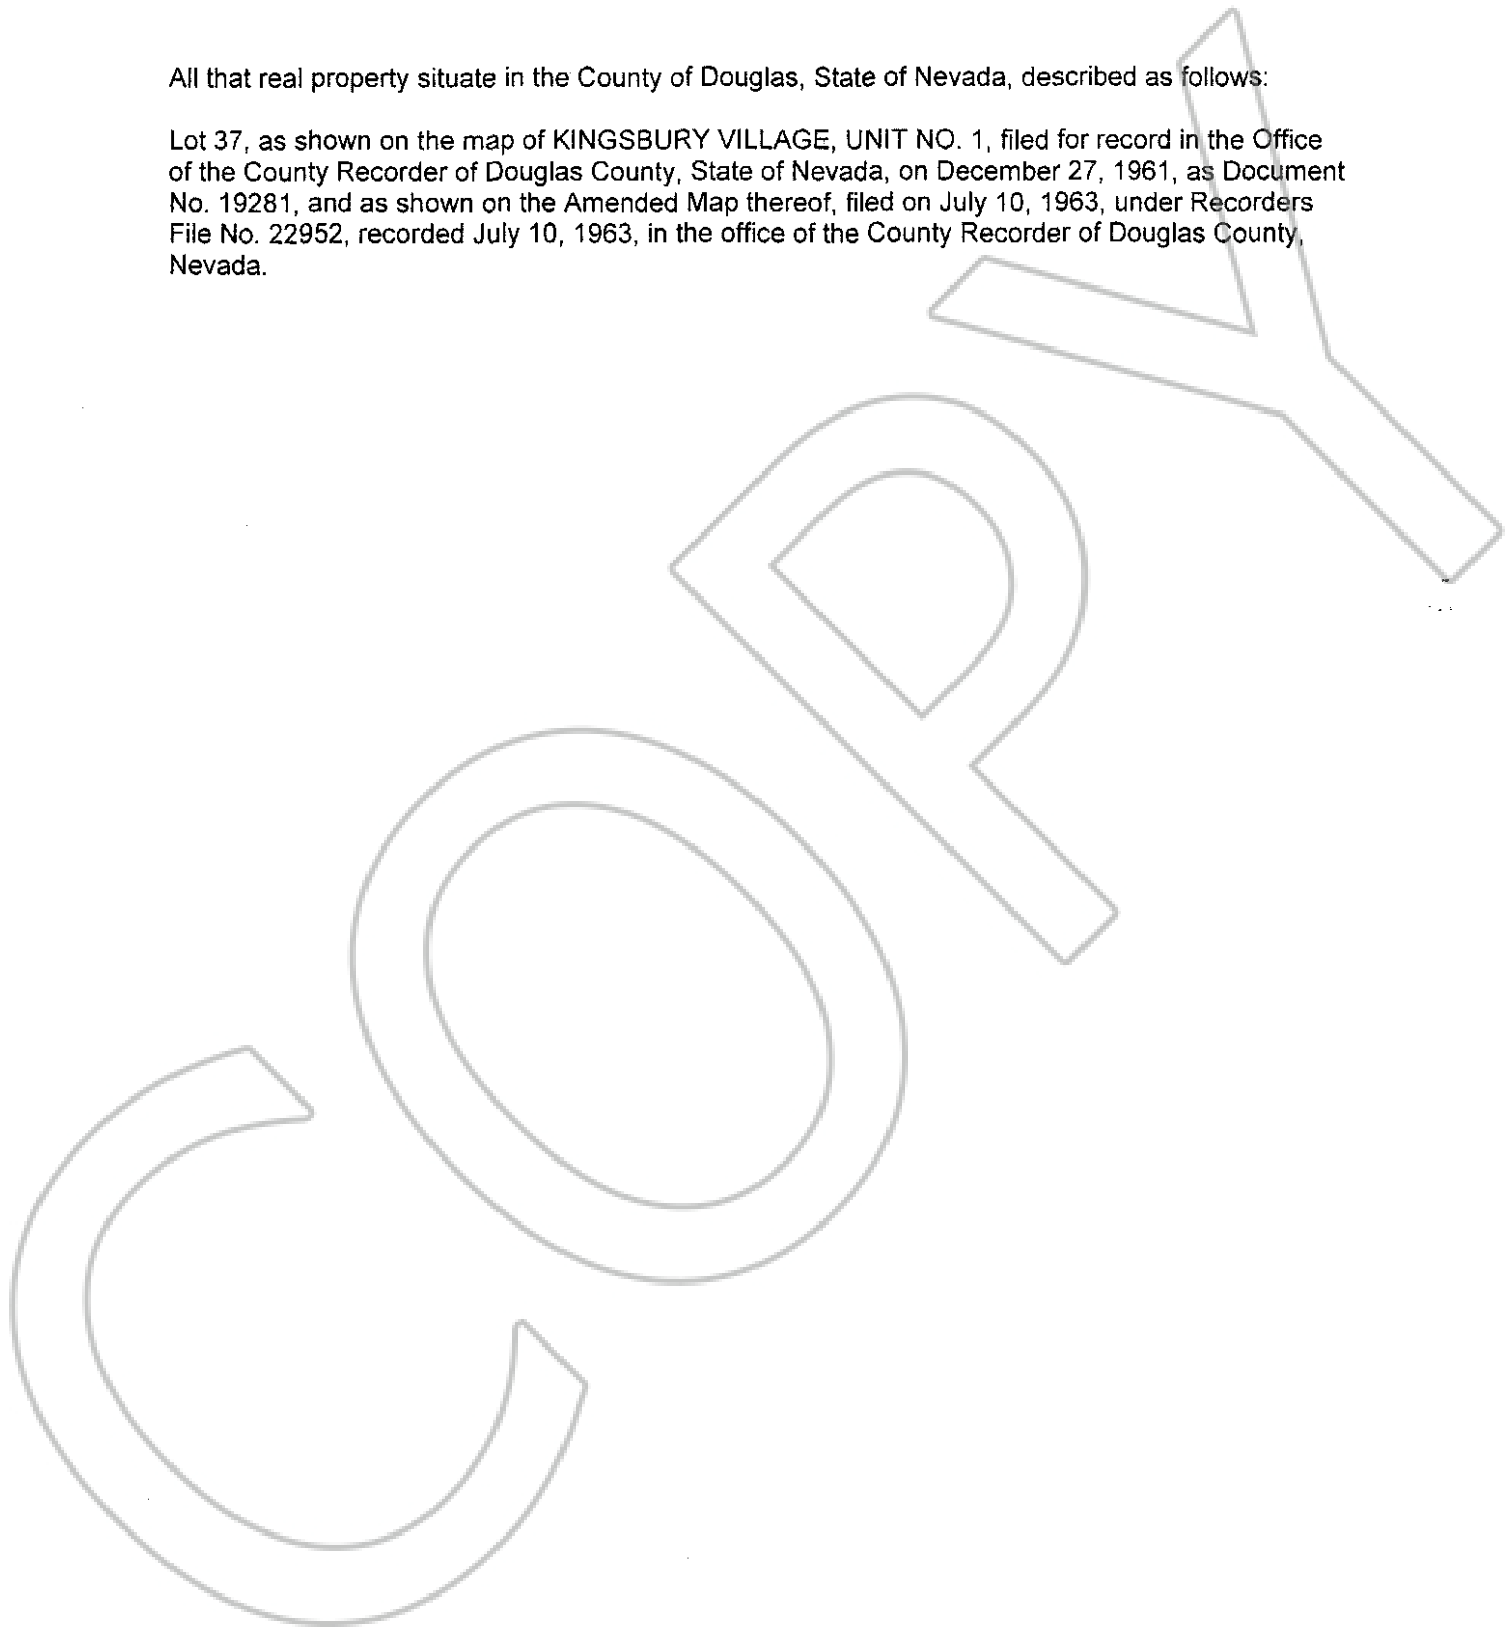 All that real property situate in the County of Douglas, State of Nevada, described as follows:
Lot 37, as shown on the map of KINGSBURY VILLAGE, UNIT NO. 1, filed for record in the Office
of the County Recorder of Douglas County, State of Nevada, on December 27, 1961, as Document
No. 19281, and as shown on the Amended Map thereof, filed on July 10, 1963, under Recorders
File No. 22952, recorded July 10, 1963, in the office of the County Recorder of Douglas County,
Nevada.
COPY